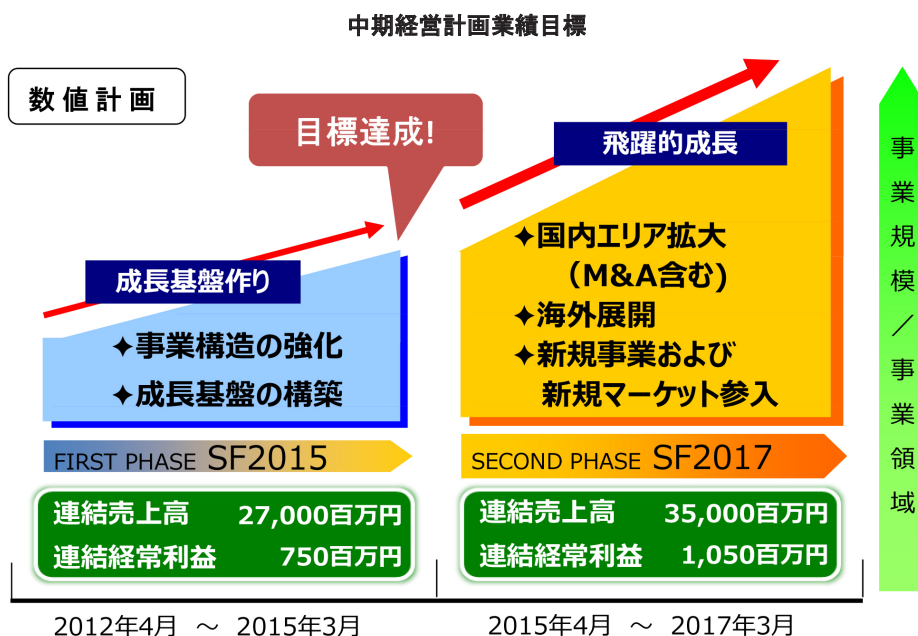 中期経営計画業績目標
数値計画
目標達成!
飛躍的成長
成長基盤作り
✦事業構造の強化
✦成長基盤の構築
✦国内エリア拡大
（M&A含む)
✦海外展開
✦新規事業および
新規マーケット参入
事業規模／事業領域
FIRST PHASE SF2015
SECOND PHASE SF2017
連結売上高 27,000百万円
連結経常利益 750百万円
連結売上高 35,000百万円
連結経常利益 1,050百万円
2012年4月 ～ 2015年3月
2015年4月 ～ 2017年3月